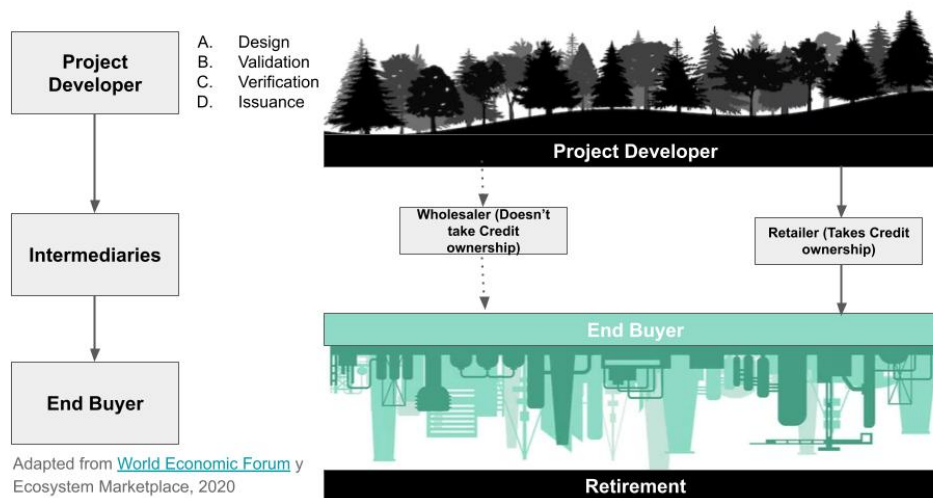 Project
Developer
A. Design
B. Validation
C. Verification
D. Issuance
Project Developer
Wholesaler (Doesn't
take Credit
ownership)
Retailer (Takes Credit
ownership)
Intermediaries
End Buyer
End Buyer
Adapted from World Economic Forum y
Ecosystem Marketplace, 2020
Retirement